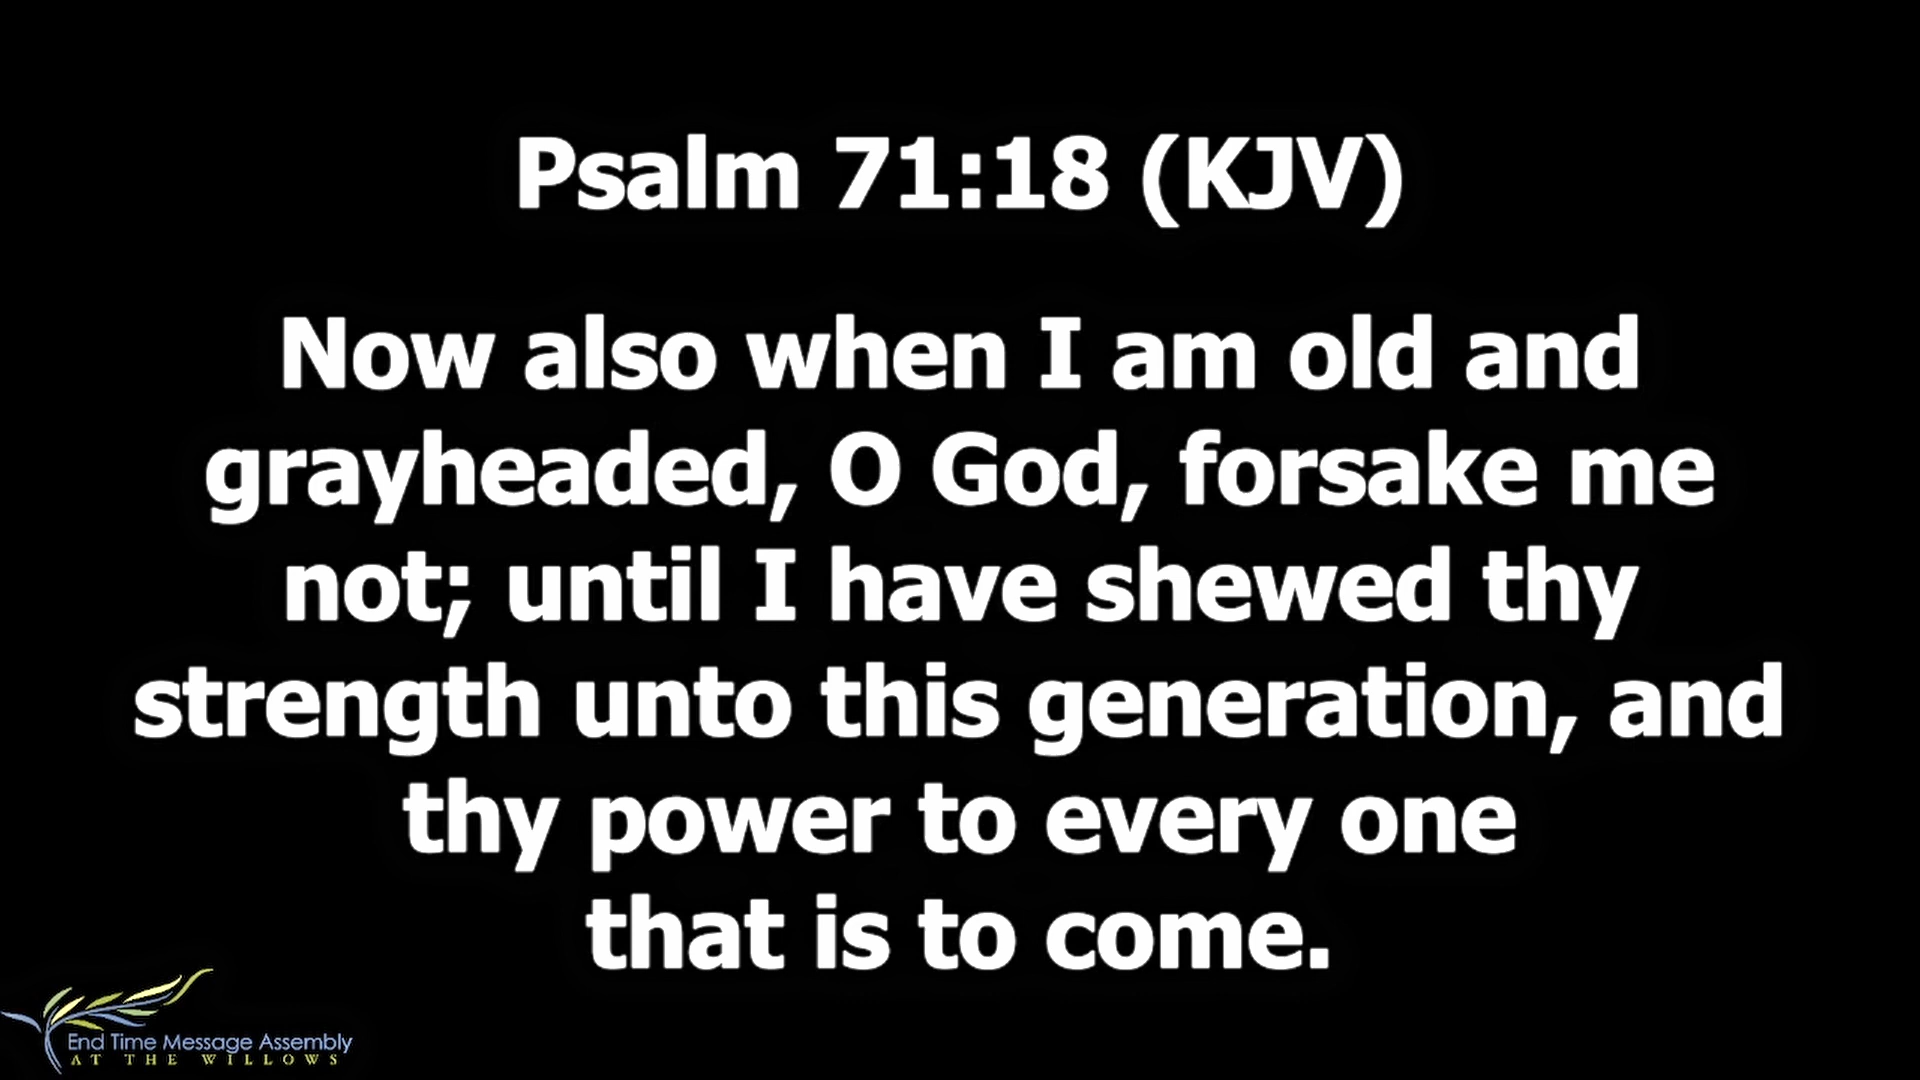 Psalm 71:18 (KJV)
Now also when I am old and
grayheaded, O God, forsake me
not; until I have shewed thy
strength unto this generation, and
thy power to every one
that is to come.
End Time Message Assembly
AT THE WILLOWS